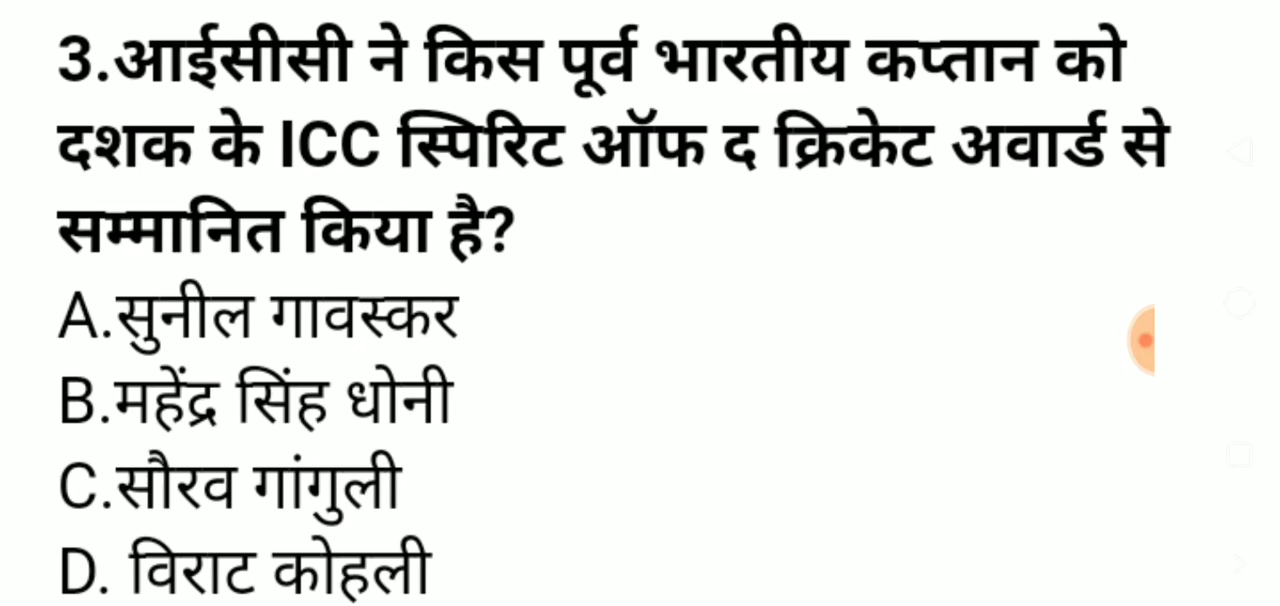 3.आईसीसी ने किस पूर्व भारतीय कप्तान को
दशक के ICC स्पिरिट ऑफ द क्रिकेट अवार्ड से
सम्मानित किया है?
A.सुनील गावस्कर
B.महेंद्र सिंह धोनी
C.सौरव गांगुली
D. विराट कोहली